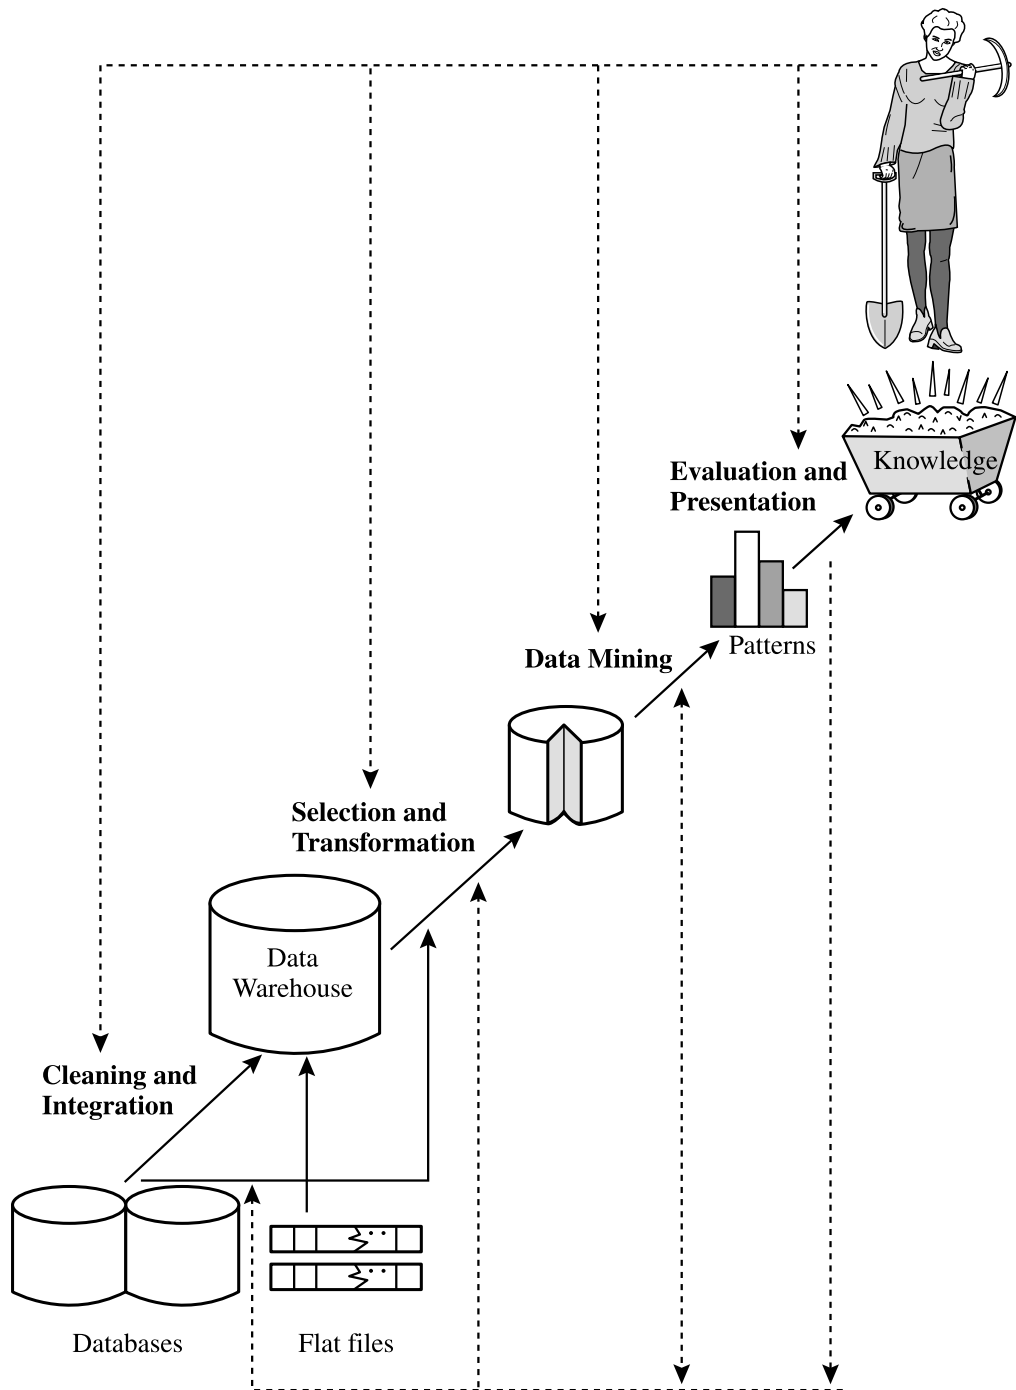 Evaluation and
Presentation
Knowledge
Patterns
Data Mining
Selection and
Transformation
Data
Warehouse
Cleaning and
Integration
Databases
Flat files